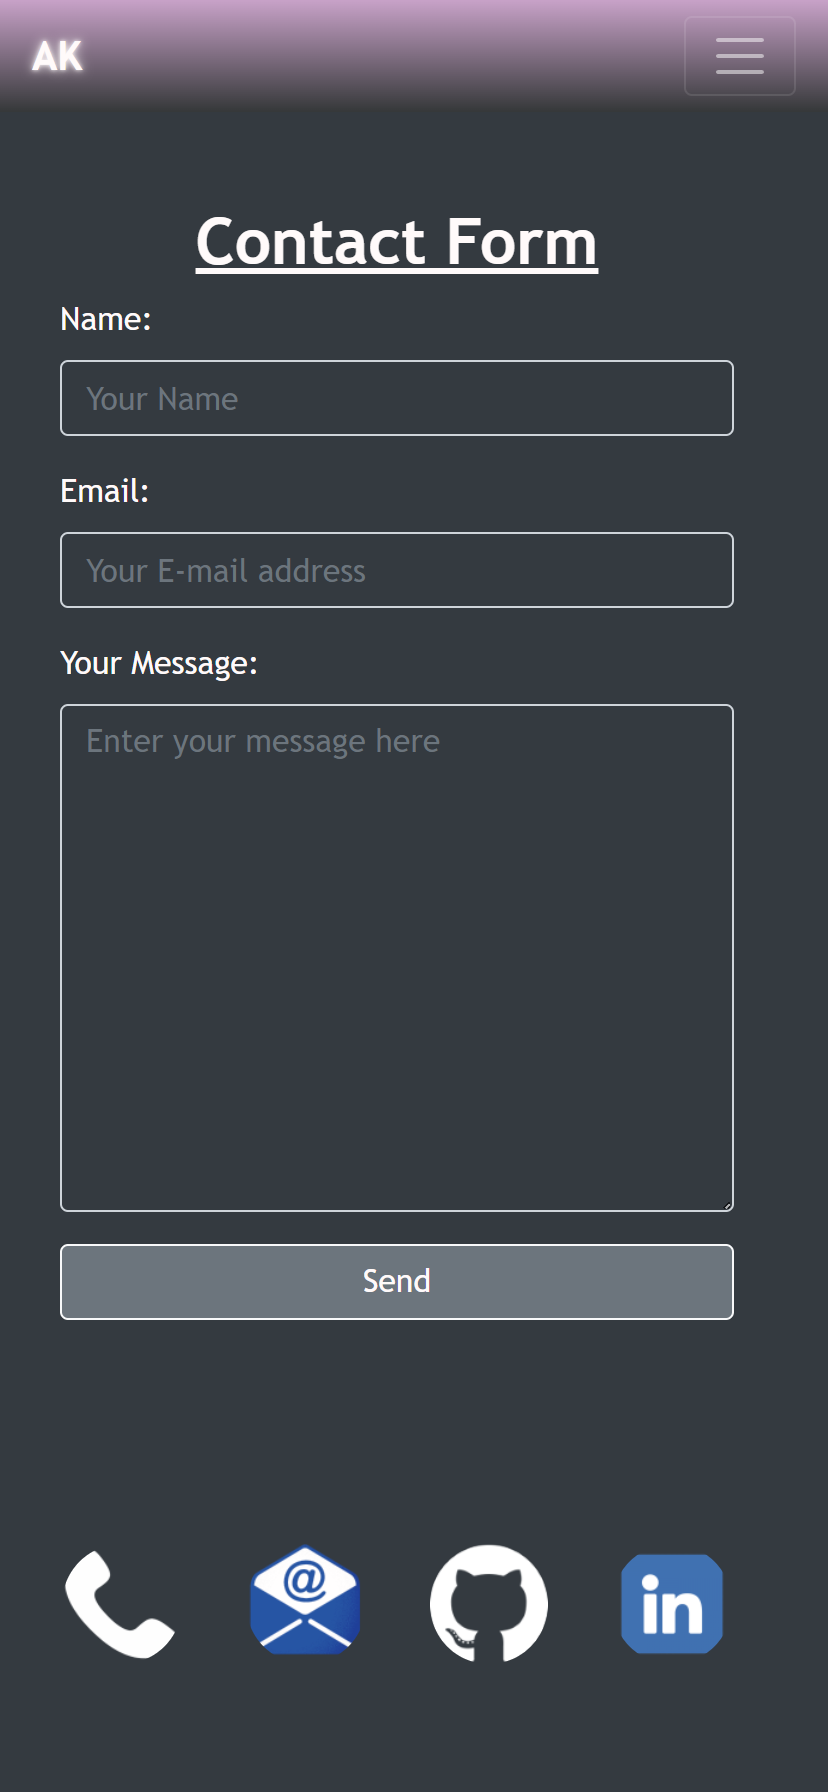 AK
Contact Form
Name:
Your Name
Email:
Your E-mail address
Your Message:
Enter your message here
Send
@
in